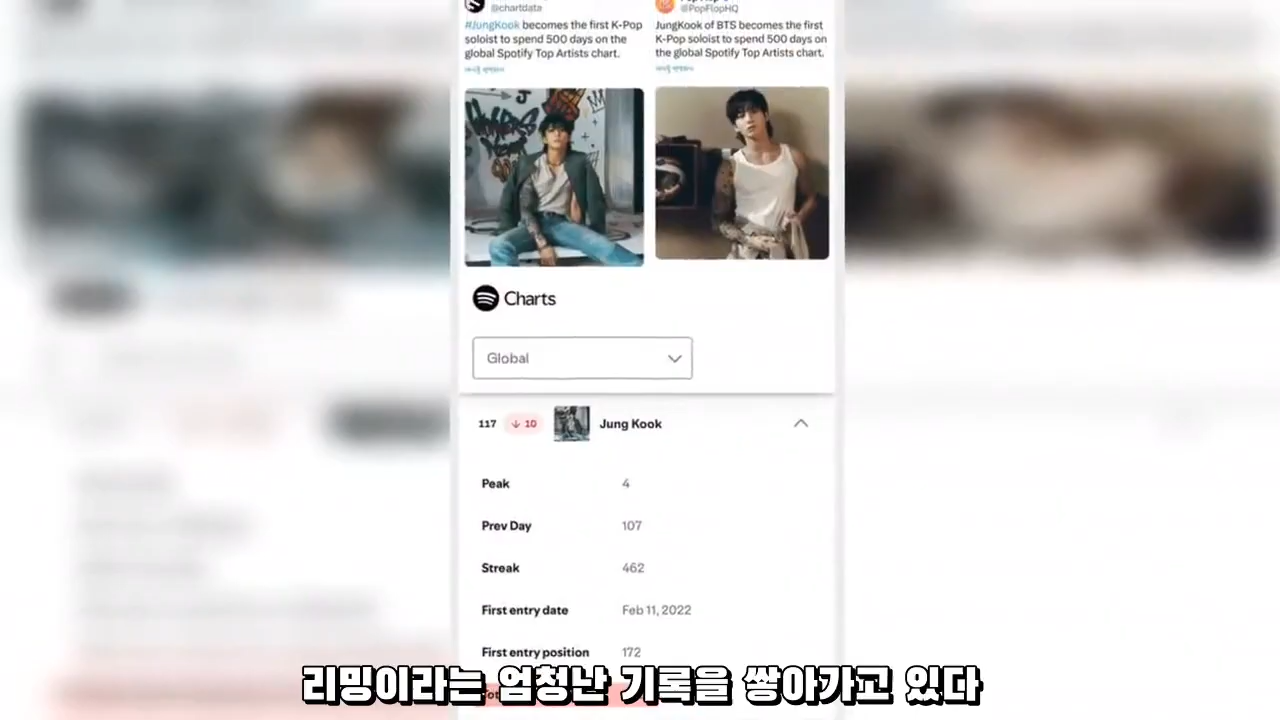 @chartdata
#JungKook becomes the first K-Pop
soloist to spend 500 days on the
global Spotify Top Artists chart.
@PopFlopHQ
JungKook of BTS becomes the first
K-Pop soloist to spend 500 days on
the global Spotify Top Artists chart.
Charts
Global
117 ↓ 10 Jung Kook
Peak 4
Prev Day 107
Streak 462
First entry date Feb 11, 2022
First entry position 172
리밍이라는 엄청난 기록을 쌓아가고 있다